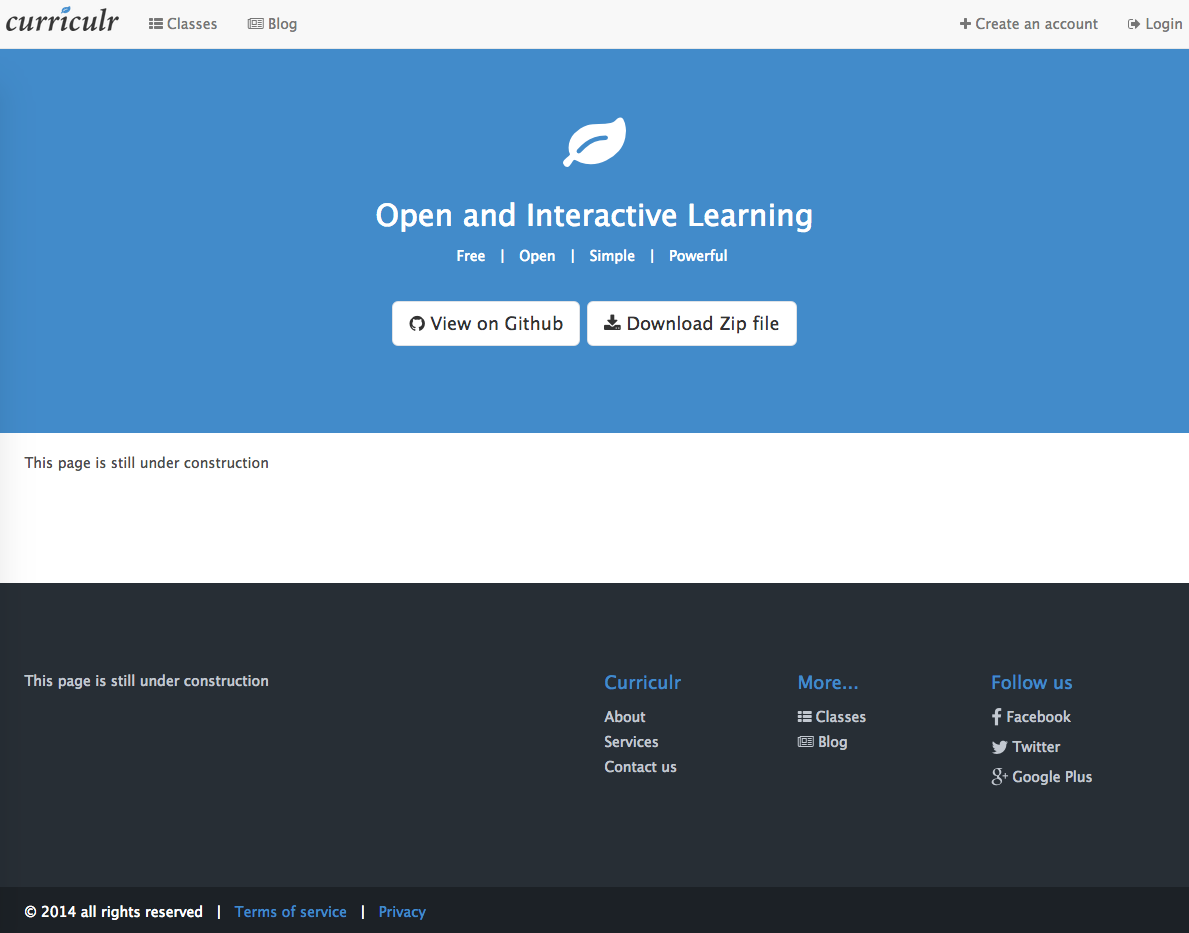 curriculr Classes Blog Create an account Login
Open and Interactive Learning
Free | Open | Simple | Powerful
View on Github Download Zip file
This page is still under construction
This page is still under construction
Curriculr
About
Services
Contact us
More...
Classes
Blog
Follow us
Facebook
Twitter
Google Plus
© 2014 all rights reserved | Terms of service | Privacy